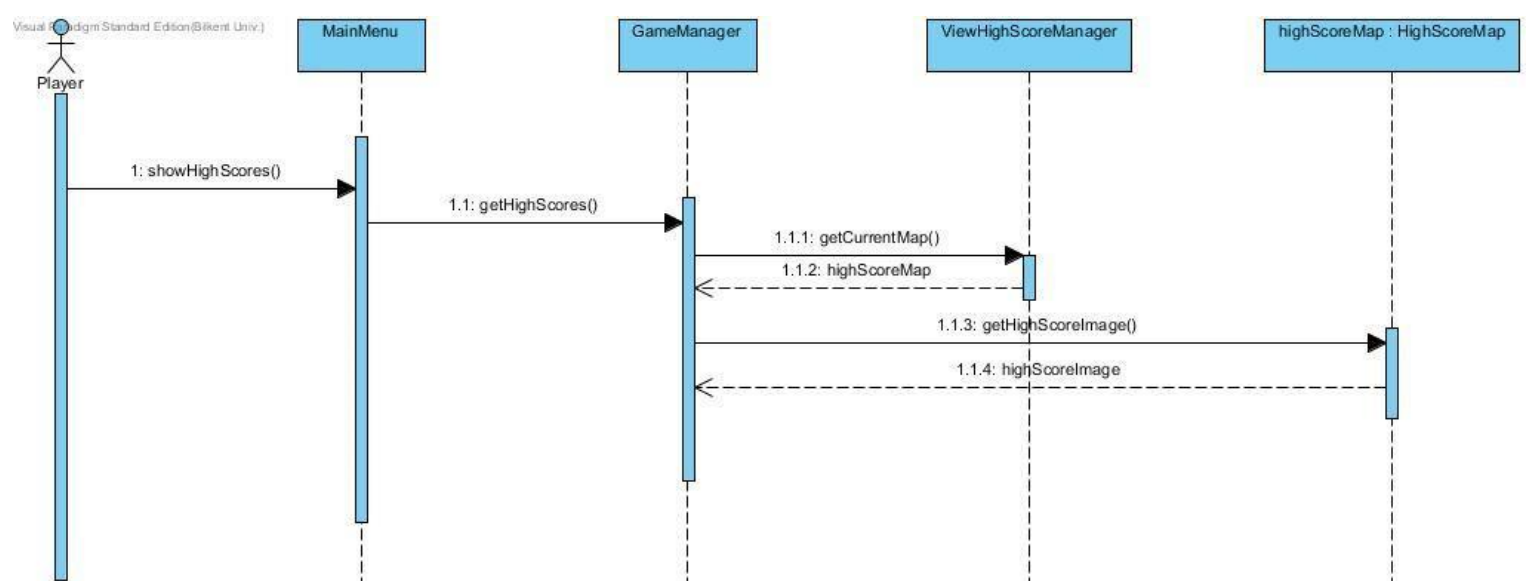 Visual Paradigm Standard Edition(Bilkent Univ.)
Player
MainMenu
GameManager
ViewHighScoreManager
highScoreMap : HighScoreMap
1: showHighScores()
1.1: getHighScores()
1.1.1: getCurrentMap()
1.1.2: highScoreMap
1.1.3: getHighScoreImage()
1.1.4: highScoreImage